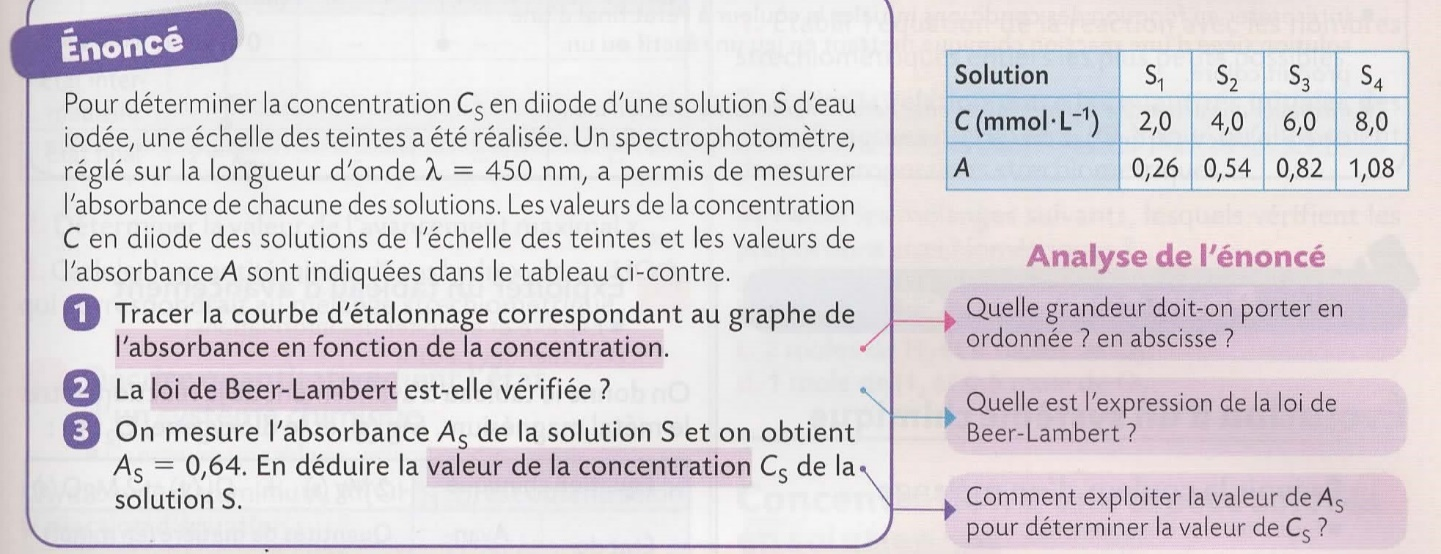 Énoncé
Pour déterminer la concentration Cs en diiode d'une solution S d'eau
iodée, une échelle des teintes a été réalisée. Un spectrophotomètre,
réglé sur la longueur d'onde λ = 450 nm, a permis de mesurer
l'absorbance de chacune des solutions. Les valeurs de la concentration
C en diiode des solutions de l'échelle des teintes et les valeurs de
l'absorbance A sont indiquées dans le tableau ci-contre.
1 Tracer la courbe d'étalonnage correspondant au graphe de
l'absorbance en fonction de la concentration.
2 La loi de Beer-Lambert est-elle vérifiée ?
3 On mesure l'absorbance As de la solution S et on obtient
As = 0,64. En déduire la valeur de la concentration Cs de la
solution S.
Solution S₁ S₂ S₃ S₄
C (mmol·L⁻¹) 2,0 4,0 6,0 8,0
A 0,26 0,54 0,82 1,08
Analyse de l'énoncé
Quelle grandeur doit-on porter en
ordonnée ? en abscisse ?
Quelle est l'expression de la loi de
Beer-Lambert ?
Comment exploiter la valeur de As
pour déterminer la valeur de Cs ?